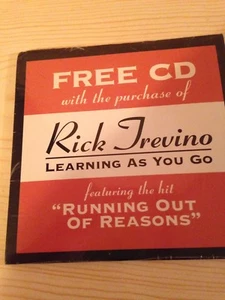 FREE CD
with the purchase of
Rick Trevino
LEARNING AS YOU GO
featuring the hit
"RUNNING OUT
OF REASONS"